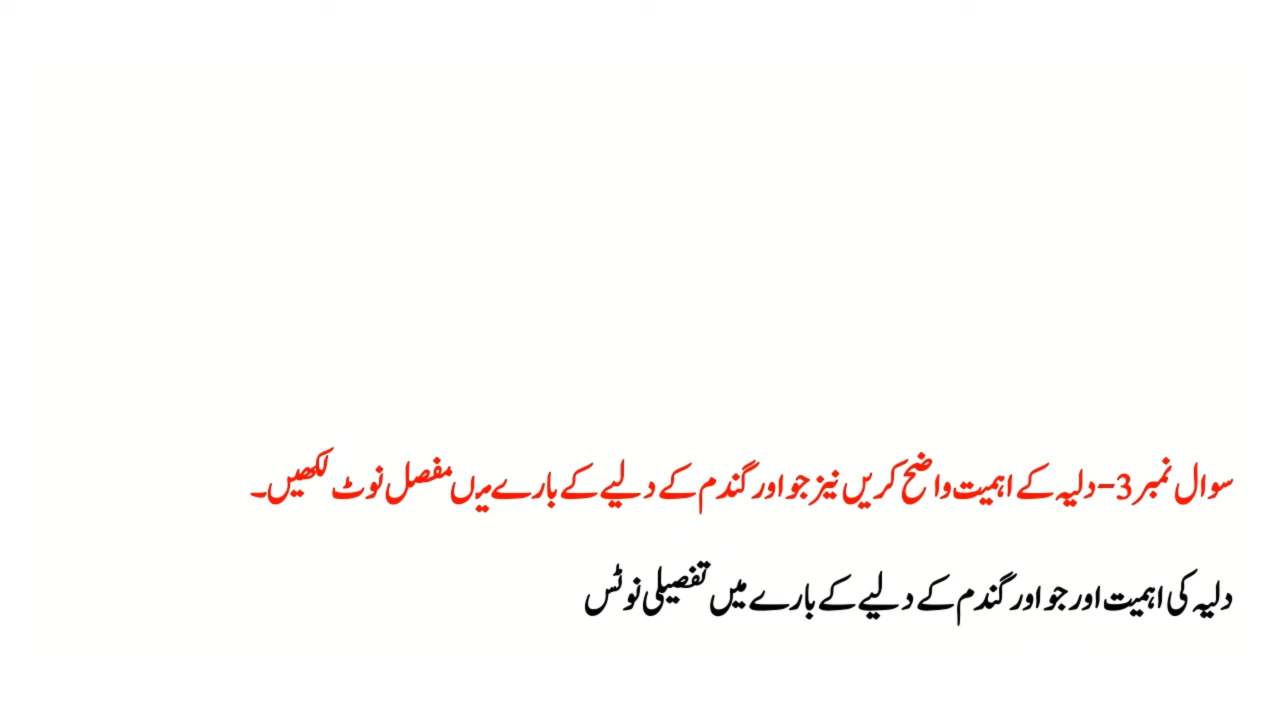 سوال نمبر 3- دلیہ کے اہمیت واضح کریں نیز جو اور گندم کے دلیے کے بارے میں مفصل نوٹ لکھیں۔
دلیہ کی اہمیت اور جو اور گندم کے دلیے کے بارے میں تفصیلی نوٹس